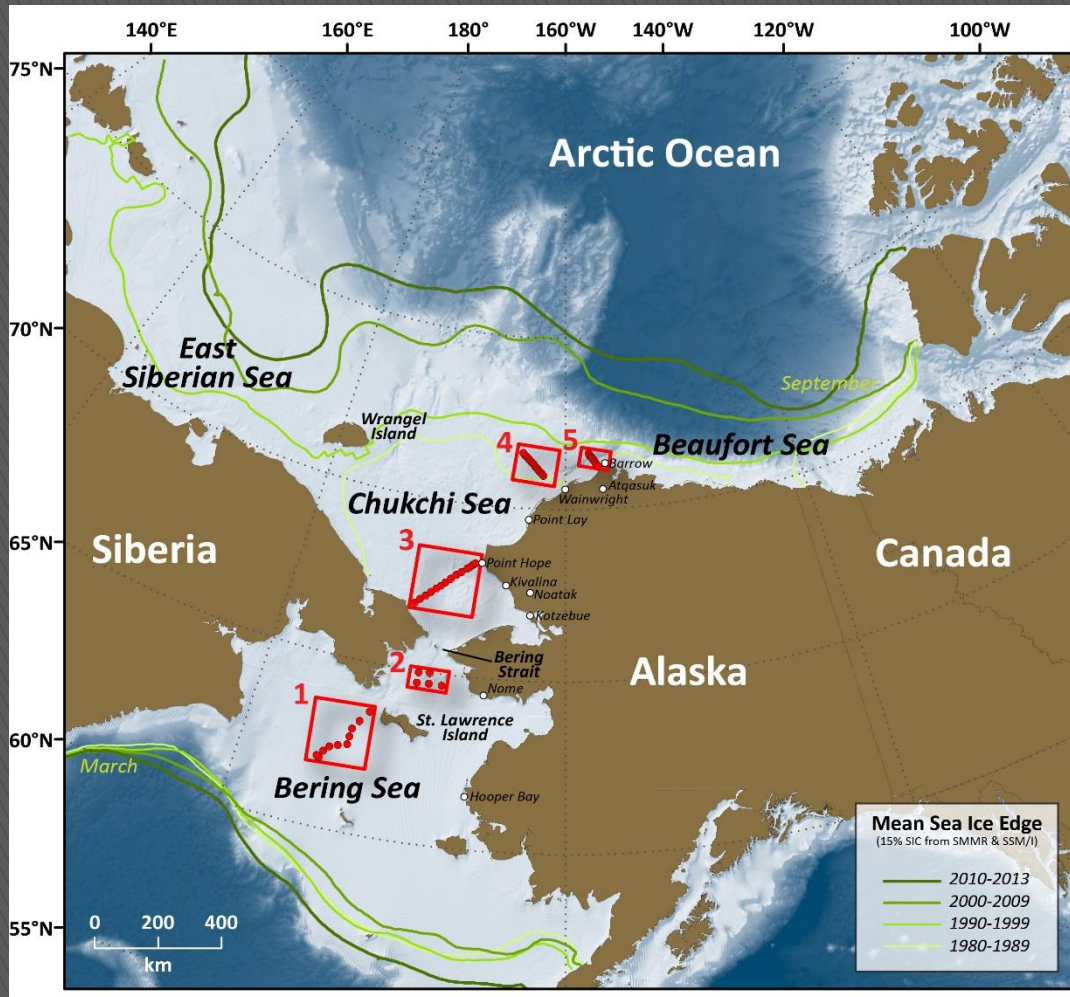 140°E 160°E 180°W 160°W 140°W 120°W 100°W
75°N
Arctic Ocean
70°N
East
Siberian Sea
September
Wrangel
Island
4
5
Beaufort Sea
Barrow
Atqasuk
Wainwright
Chukchi Sea
Point Lay
65°N
Siberia
3
Canada
Point Hope
Kivalina
Noatak
Kotzebue
Bering
Strait
2
Alaska
1
Nome
St. Lawrence
Island
60°N
March
Bering Sea
Hooper Bay
Mean Sea Ice Edge
(15% SIC from SMMR & SSM/I)
2010-2013
2000-2009
1990-1999
1980-1989
55°N
0 200 400
km